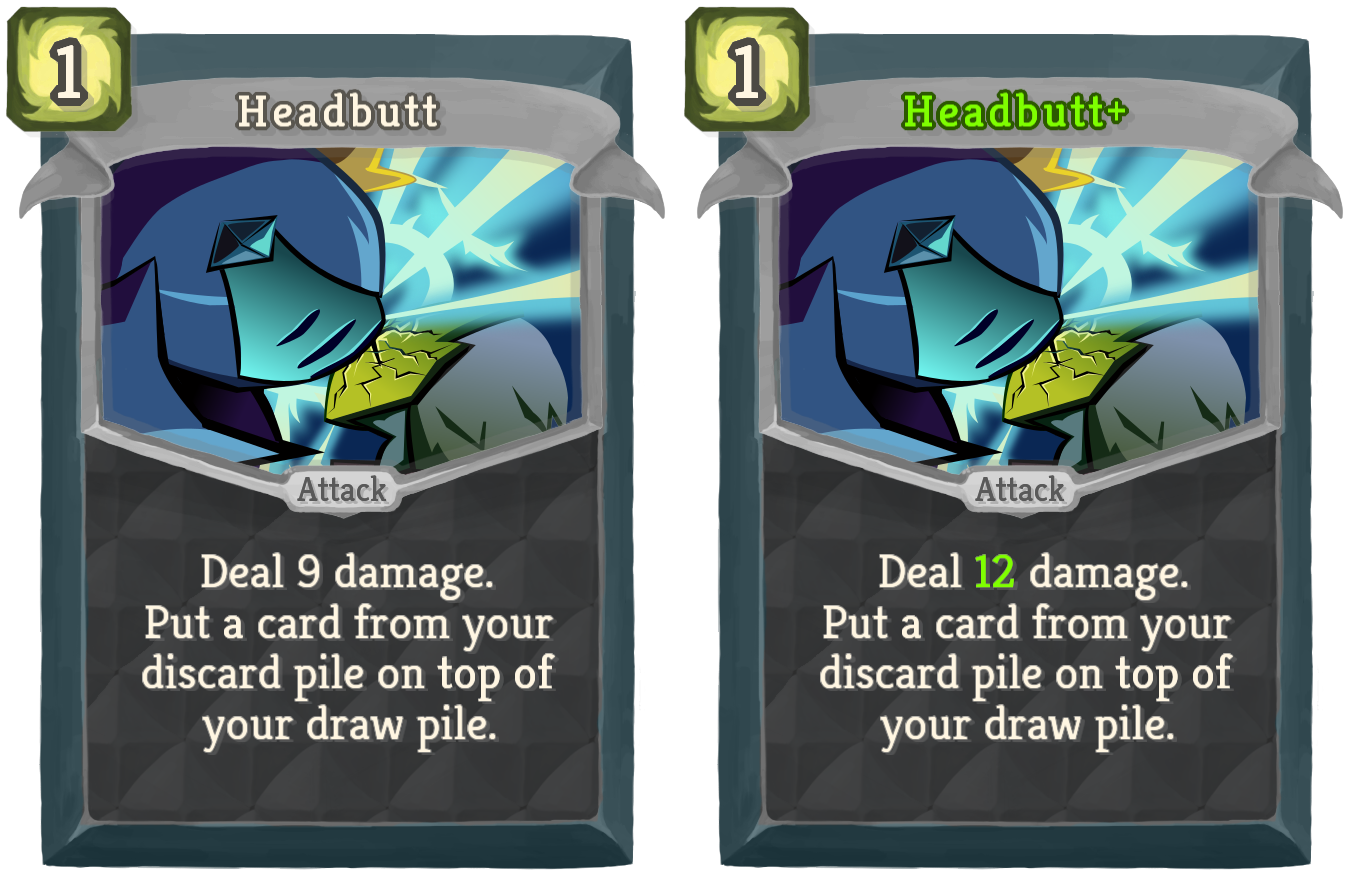 1
Headbutt
Attack
Deal 9 damage.
Put a card from your
discard pile on top of
your draw pile.
1
Headbutt+
Attack
Deal 12 damage.
Put a card from your
discard pile on top of
your draw pile.